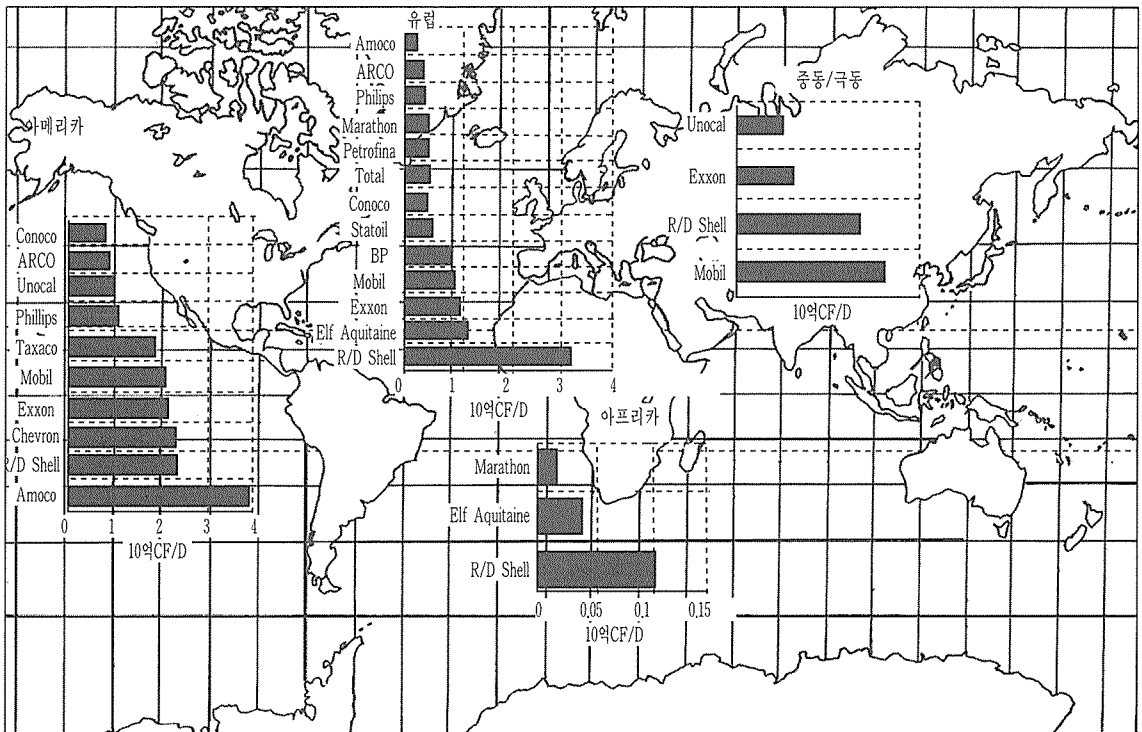 아메리카
Conoco
ARCO
Unocal
Phillips
Taxaco
Mobil
Exxon
Chevron
R/D Shell
Amoco
0 1 2 3 4
10억CF/D
유럽
Amoco
ARCO
Philips
Marathon
Petrofina
Total
Conoco
Statoil
BP
Mobil
Exxon
Elf Aquitaine
R/D Shell
0 1 2 3 4
10억CF/D
중동/극동
Unocal
Exxon
R/D Shell
Mobil
10억CF/D
아프리카
Marathon
Elf Aquitaine
R/D Shell
0 0.05 0.1 0.15
10억CF/D